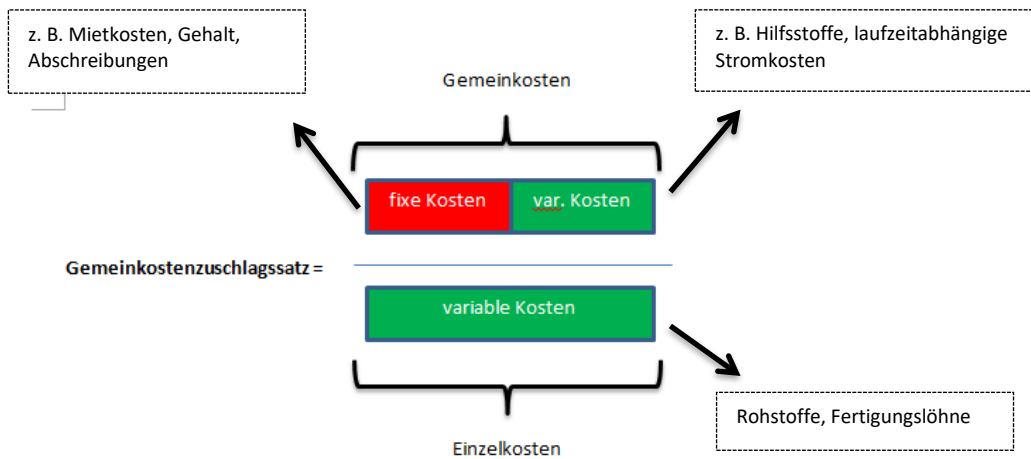 z. B. Mietkosten, Gehalt,
Abschreibungen
z. B. Hilfsstoffe, laufzeitabhängige
Stromkosten
Gemeinkosten
fixe Kosten
var. Kosten
Gemeinkostenzuschlagssatz =
variable Kosten
Rohstoffe, Fertigungslöhne
Einzelkosten